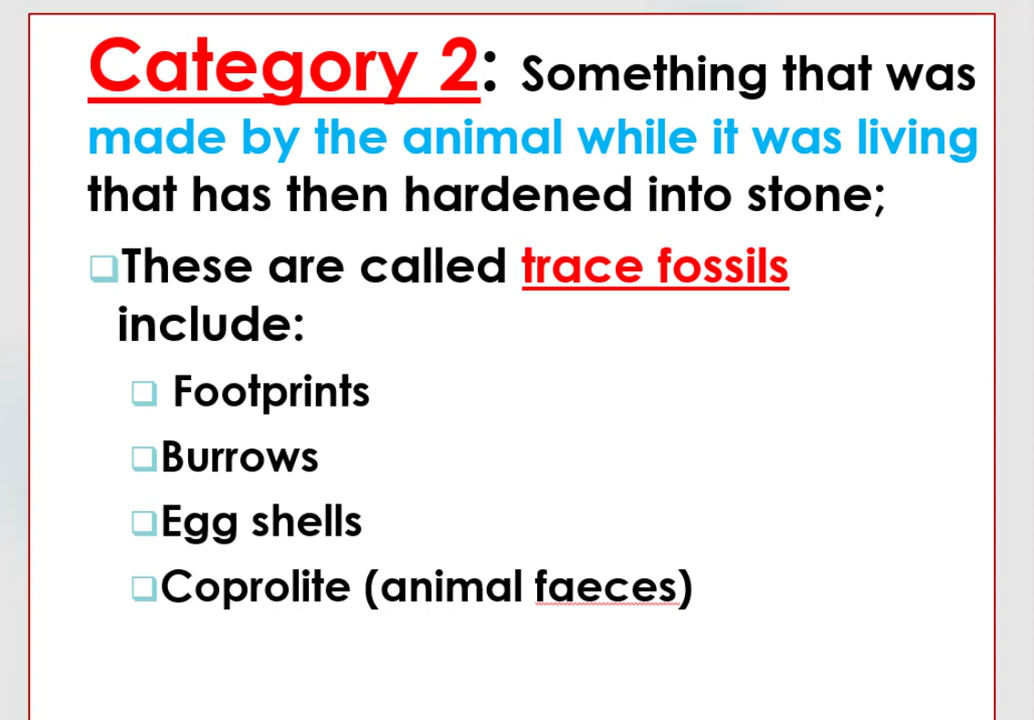 Category 2: Something that was
made by the animal while it was living
that has then hardened into stone;
These are called trace fossils
include:
Footprints
Burrows
Egg shells
Coprolite (animal faeces)